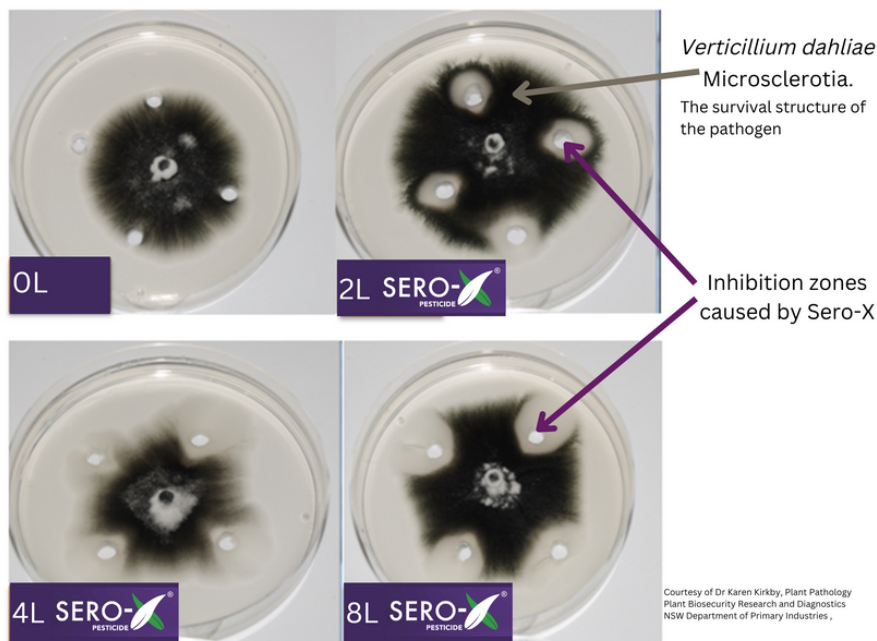 Verticillium dahliae
Microsclerotia.
The survival structure of
the pathogen
0L
2L SERO-X®
PESTICIDE
Inhibition zones
caused by Sero-X
4L SERO-X®
PESTICIDE
8L SERO-X®
PESTICIDE
Courtesy of Dr Karen Kirkby, Plant Pathology
Plant Biosecurity Research and Diagnostics
NSW Department of Primary Industries ,